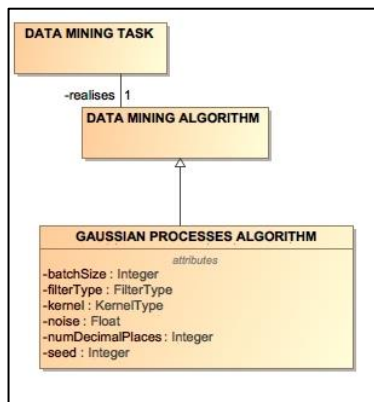 DATA MINING TASK
-realises 1
DATA MINING ALGORITHM
GAUSSIAN PROCESSES ALGORITHM
attributes
-batchSize : Integer
-filterType : FilterType
-kernel : KernelType
-noise : Float
-numDecimalPlaces : Integer
-seed : Integer